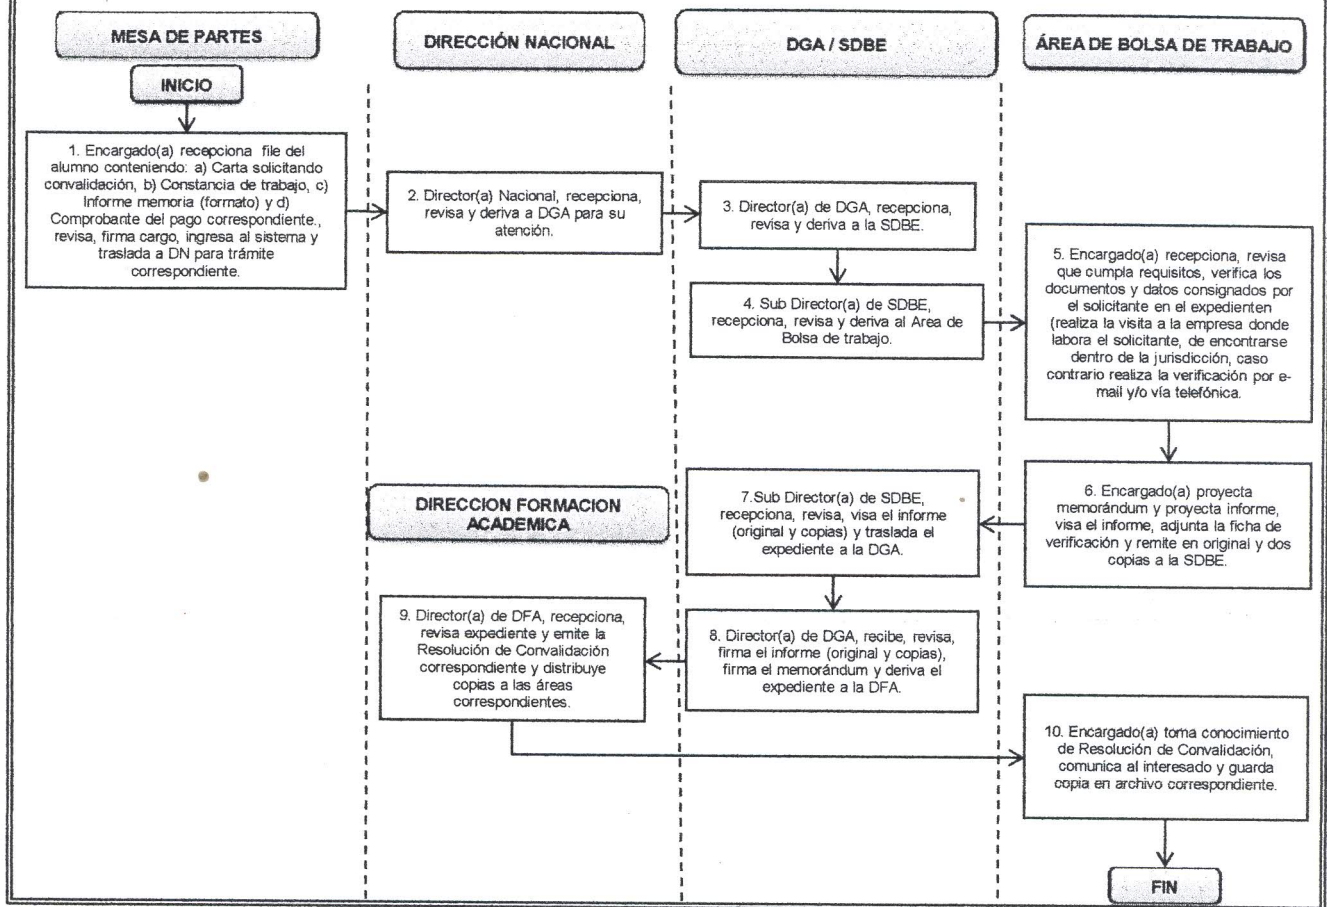 MESA DE PARTES
DIRECCIÓN NACIONAL
DGA / SDBE
ÁREA DE BOLSA DE TRABAJO
INICIO
1. Encargado(a) recepciona file del
alumno conteniendo: a) Carta solicitando
convalidación, b) Constancia de trabajo, c)
Informe memoria (formato) y d)
Comprobante del pago correspondiente.,
revisa, firma cargo, ingresa al sistema y
traslada a DN para trámite
correspondiente.
2. Director(a) Nacional, recepciona,
revisa y deriva a DGA para su
atención.
3. Director(a) de DGA, recepciona,
revisa y deriva a la SDBE.
4. Sub Director(a) de SDBE,
recepciona, revisa y deriva al Area de
Bolsa de trabajo.
5. Encargado(a) recepciona, revisa
que cumpla requisitos, verifica los
documentos y datos consignados por
el solicitante en el expedienten
(realiza la visita a la empresa donde
labora el solicitante, de encontrarse
dentro de la jurisdicción, caso
contrario realiza la verificación por e-
mail y/o vía telefónica.
6. Encargado(a) proyecta
memorándum y proyecta informe,
visa el informe, adjunta la ficha de
verificación y remite en original y dos
copias a la SDBE.
7.Sub Director(a) de SDBE,
recepciona, revisa, visa el informe
(original y copias) y traslada el
expediente a la DGA.
DIRECCION FORMACION
ACADEMICA
8. Director(a) de DGA, recibe, revisa,
firma el informe (original y copias),
firma el memorándum y deriva el
expediente a la DFA.
9. Director(a) de DFA, recepciona,
revisa expediente y emite la
Resolución de Convalidación
correspondiente y distribuye
copias a las áreas
correspondientes.
10. Encargado(a) toma conocimiento
de Resolución de Convalidación,
comunica al interesado y guarda
copia en archivo correspondiente.
FIN